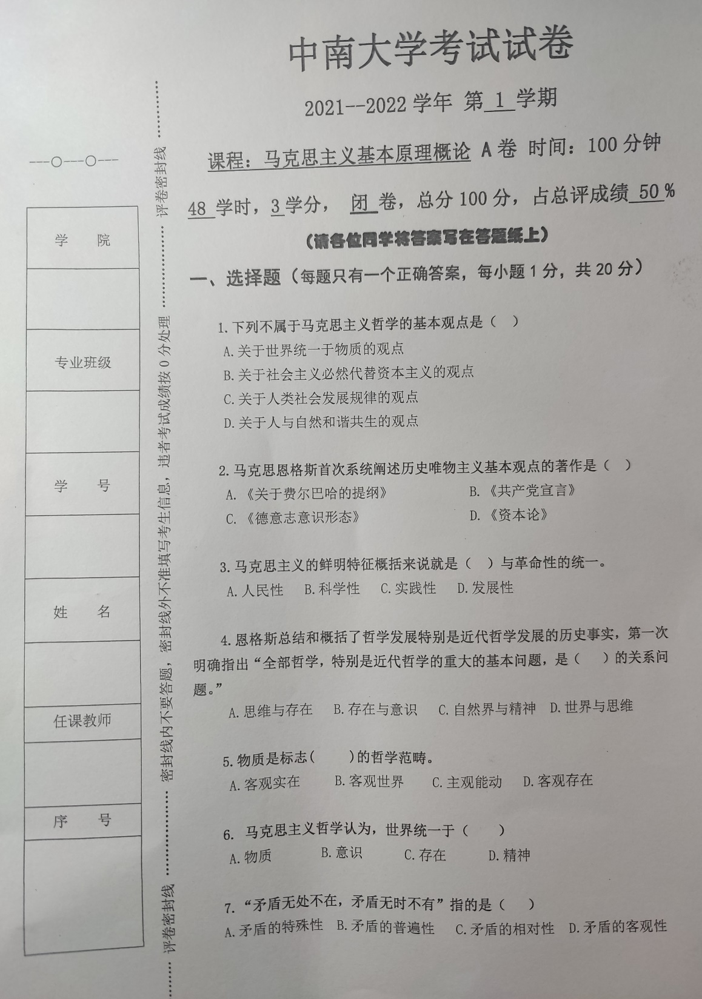 中南大学考试试卷
2021--2022 学年 第 1 学期
课程：马克思主义基本原理概论 A 卷 时间：100 分钟
48 学时，3 学分， 闭 卷，总分 100 分，占总评成绩 50 %
（请各位同学将答案写在答题纸上）
一、选择题（每题只有一个正确答案，每小题 1 分，共 20 分）
1.下列不属于马克思主义哲学的基本观点是（ ）
A.关于世界统一于物质的观点
B.关于社会主义必然代替资本主义的观点
C.关于人类社会发展规律的观点
D.关于人与自然和谐共生的观点
2.马克思恩格斯首次系统阐述历史唯物主义基本观点的著作是（ ）
A.《关于费尔巴哈的提纲》 B.《共产党宣言》
C.《德意志意识形态》 D.《资本论》
3.马克思主义的鲜明特征概括来说就是（ ）与革命性的统一。
A.人民性 B.科学性 C.实践性 D.发展性
4.恩格斯总结和概括了哲学发展特别是近代哲学发展的历史事实，第一次
明确指出“全部哲学，特别是近代哲学的重大的基本问题，是（ ）的关系问
题。”
A.思维与存在 B.存在与意识 C.自然界与精神 D.世界与思维
5.物质是标志( )的哲学范畴。
A.客观实在 B.客观世界 C.主观能动 D.客观存在
6. 马克思主义哲学认为，世界统一于（ ）
A.物质 B.意识 C.存在 D.精神
7.“矛盾无处不在，矛盾无时不有”指的是（ ）
A.矛盾的特殊性 B.矛盾的普遍性 C.矛盾的相对性 D.矛盾的客观性
---○---○---
学 院
专业班级
学 号
姓 名
任课教师
序 号
………… 评卷密封线 ………………… 密封线内不要答题，密封线外不准填写考生信息，违者考试成绩按 0 分处理 ………………… 评卷密封线 …………